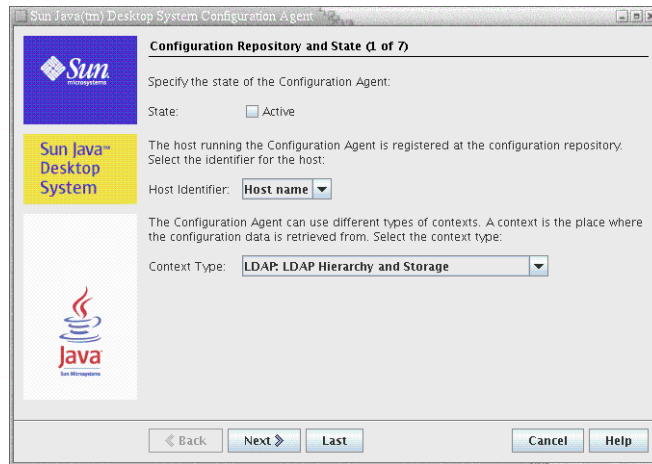 Sun Java(tm) Desktop System Configuration Agent
Sun
microsystems
Sun Java™
Desktop
System
Java
Sun Microsystems
Configuration Repository and State (1 of 7)
Specify the state of the Configuration Agent:
State: Active
The host running the Configuration Agent is registered at the configuration repository.
Select the identifier for the host:
Host Identifier: Host name
The Configuration Agent can use different types of contexts. A context is the place where
the configuration data is retrieved from. Select the context type:
Context Type: LDAP: LDAP Hierarchy and Storage
Back Next Last Cancel Help